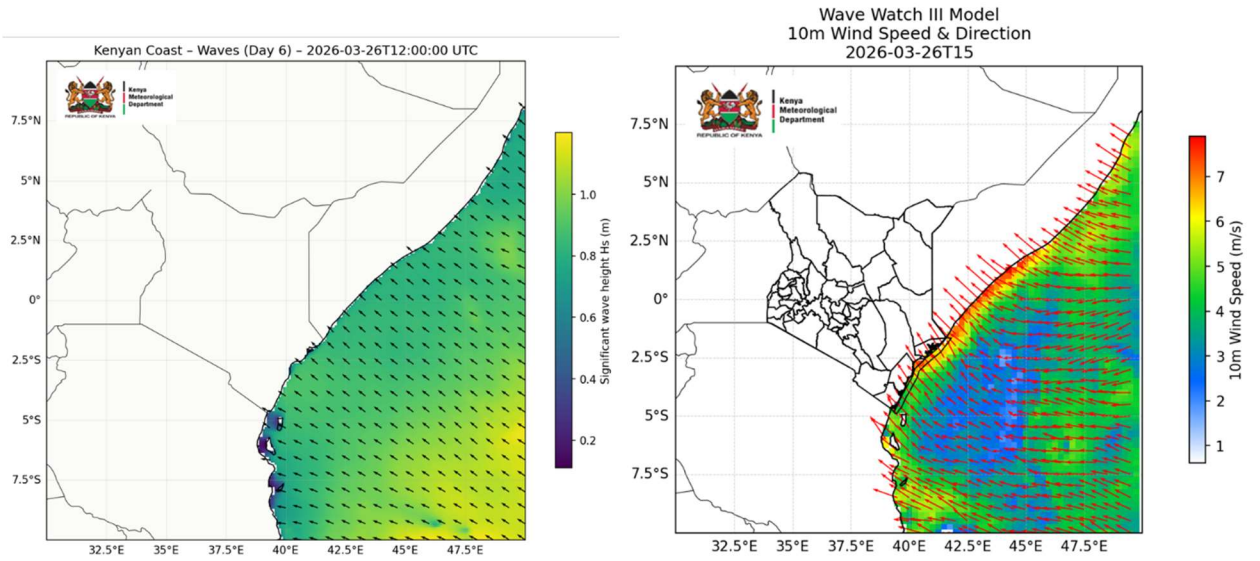 Kenyan Coast – Waves (Day 6) – 2026-03-26T12:00:00 UTC
Kenya
Meteorological
Department
REPUBLIC OF KENYA
7.5°N
5°N
2.5°N
0°
2.5°S
5°S
7.5°S
32.5°E 35°E 37.5°E 40°E 42.5°E 45°E 47.5°E
1.0
0.8
0.6
0.4
0.2
Significant wave height Hs (m)
Wave Watch III Model
10m Wind Speed & Direction
2026-03-26T15
Kenya
Meteorological
Department
REPUBLIC OF KENYA
7.5°N
5°N
2.5°N
0°
2.5°S
5°S
7.5°S
32.5°E 35°E 37.5°E 40°E 42.5°E 45°E 47.5°E
7
6
5
4
3
2
1
10m Wind Speed (m/s)